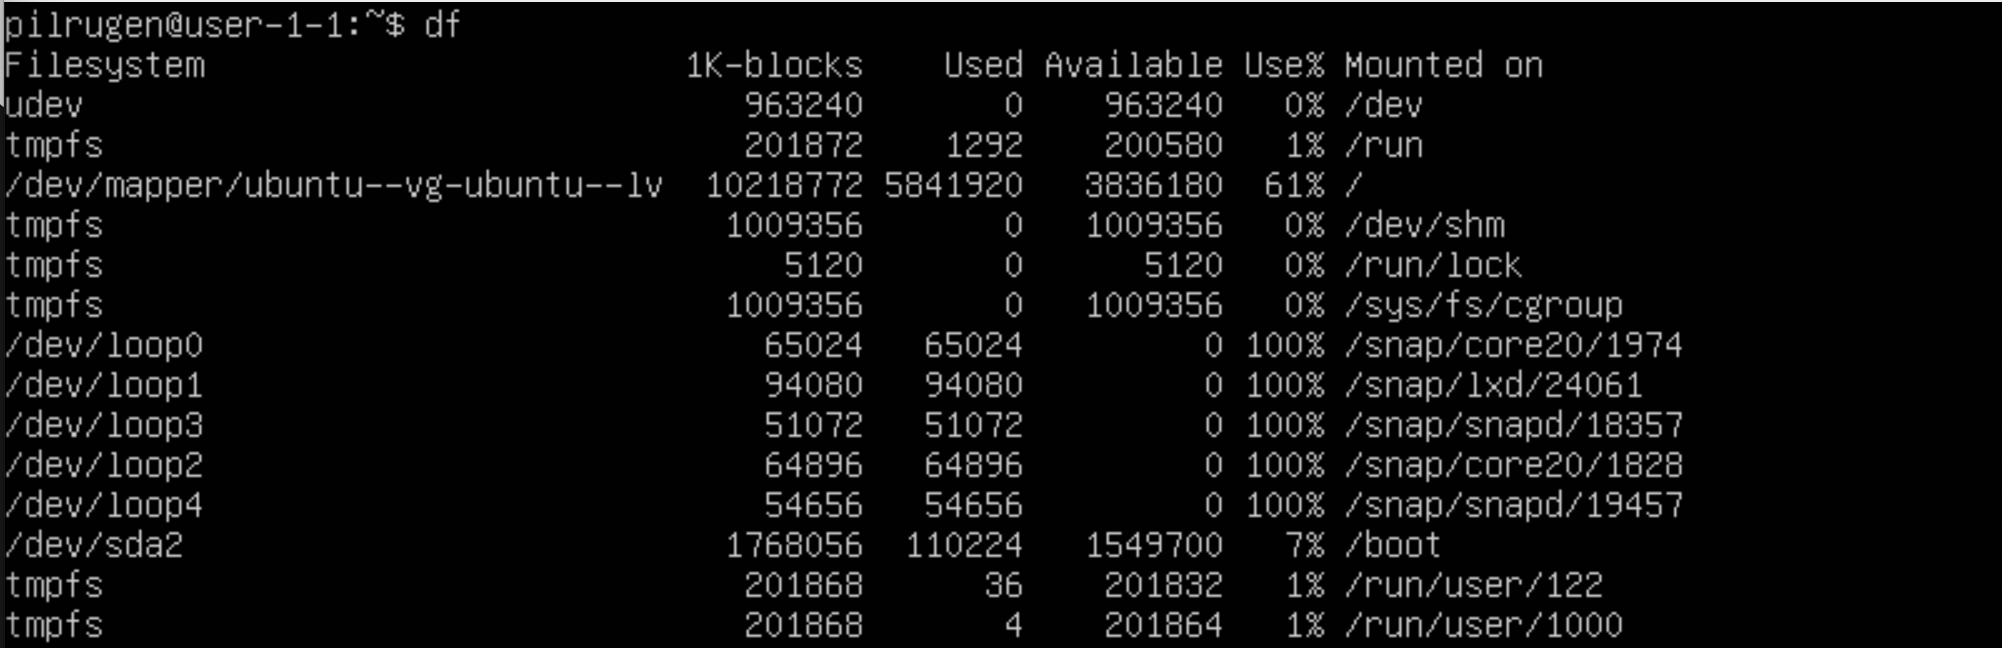 pilrugen@user-1-1:~$ df
Filesystem                        1K-blocks    Used Available Use% Mounted on
udev                                 963240       0    963240   0% /dev
tmpfs                                201872    1292    200580   1% /run
/dev/mapper/ubuntu--vg-ubuntu--lv  10218772 5841920   3836180  61% /
tmpfs                               1009356       0   1009356   0% /dev/shm
tmpfs                                  5120       0      5120   0% /run/lock
tmpfs                               1009356       0   1009356   0% /sys/fs/cgroup
/dev/loop0                            65024   65024         0 100% /snap/core20/1974
/dev/loop1                            94080   94080         0 100% /snap/lxd/24061
/dev/loop3                            51072   51072         0 100% /snap/snapd/18357
/dev/loop2                            64896   64896         0 100% /snap/core20/1828
/dev/loop4                            54656   54656         0 100% /snap/snapd/19457
/dev/sda2                           1768056  110224   1549700   7% /boot
tmpfs                                201868      36    201832   1% /run/user/122
tmpfs                                201868       4    201864   1% /run/user/1000